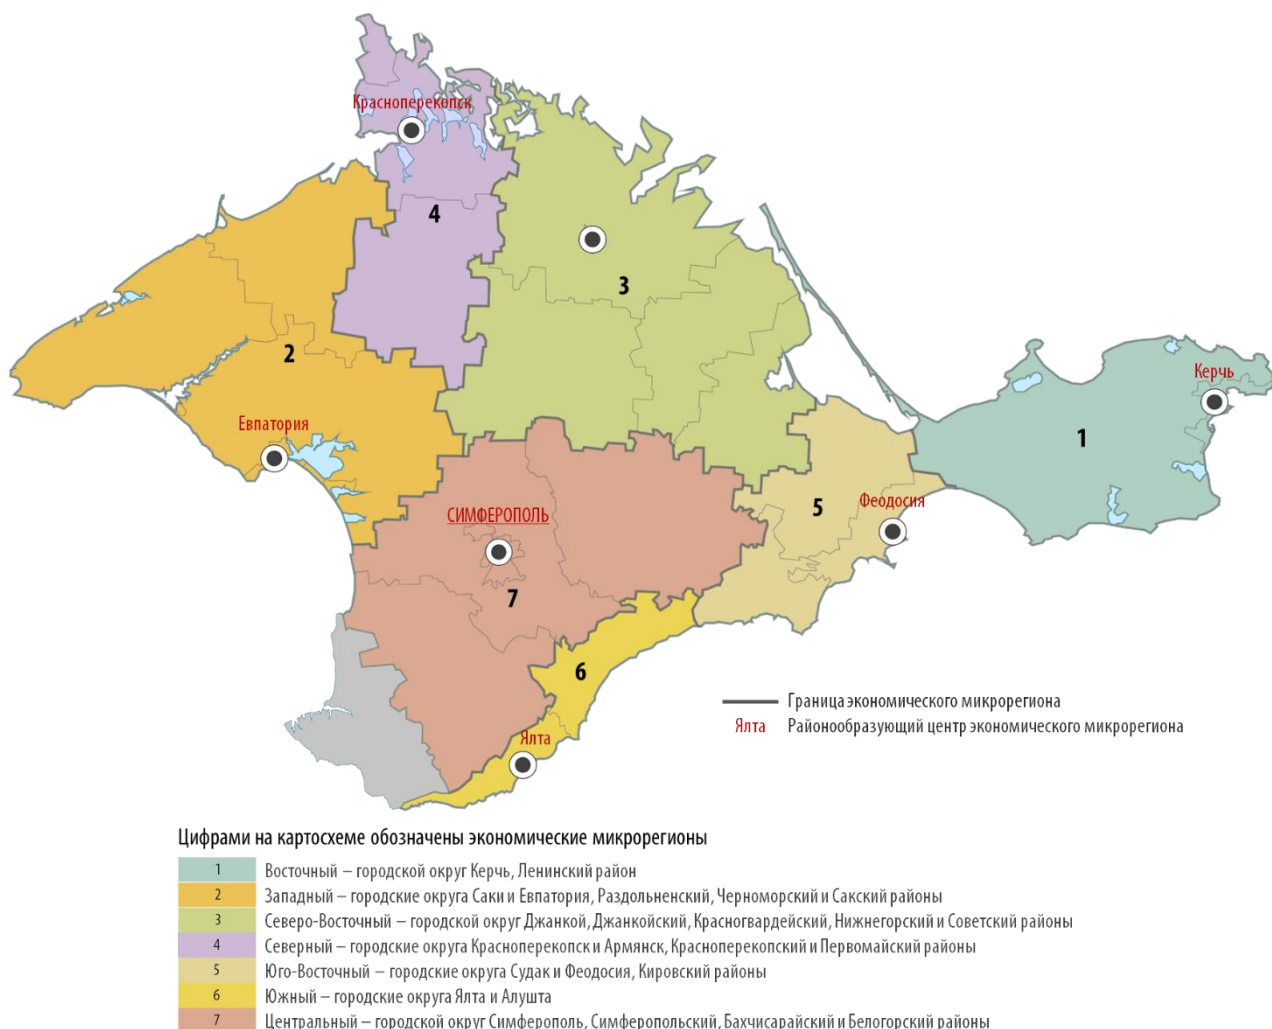 Красноперекопск
4
3
2
Керчь
1
Евпатория
5
Феодосия
СИМФЕРОПОЛЬ
7
6
Ялта
Граница экономического микрорегиона
Ялта Районообразующий центр экономического микрорегиона
Цифрами на картосхеме обозначены экономические микрорегионы
1 Восточный – городской округ Керчь, Ленинский район
2 Западный – городские округа Саки и Евпатория, Раздольненский, Черноморский и Сакский районы
3 Северо-Восточный – городской округ Джанкой, Джанкойский, Красногвардейский, Нижнегорский и Советский районы
4 Северный – городские округа Красноперекопск и Армянск, Красноперекопский и Первомайский районы
5 Юго-Восточный – городские округа Судак и Феодосия, Кировский районы
6 Южный – городские округа Ялта и Алушта
7 Центральный – городской округ Симферополь, Симферопольский, Бахчисарайский и Белогорский районы